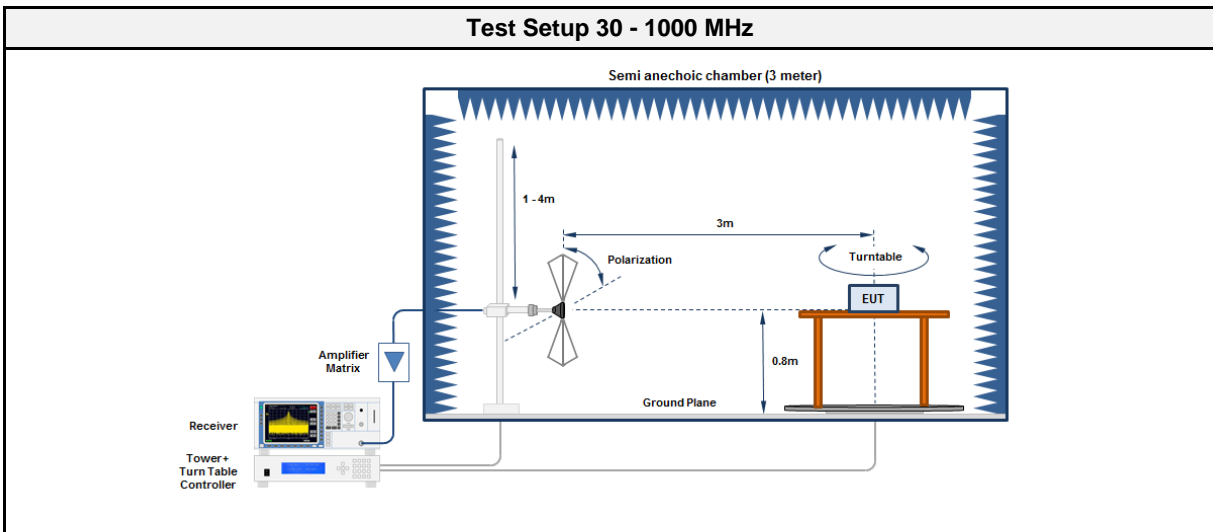 Test Setup 30 - 1000 MHz
Semi anechoic chamber (3 meter)
1 - 4m
3m
Polarization
Turntable
EUT
Amplifier
Matrix
0.8m
Ground Plane
Receiver
Tower+
Turn Table
Controller